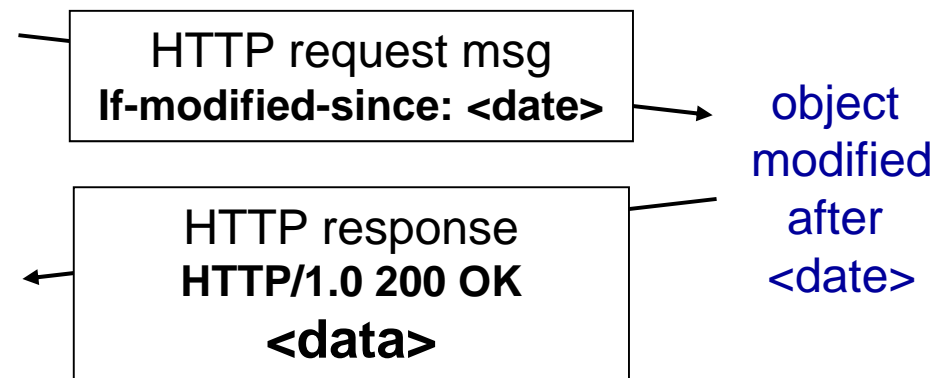 HTTP request msg
If-modified-since: <date>
object
modified
after
<date>
HTTP response
HTTP/1.0 200 OK
<data>